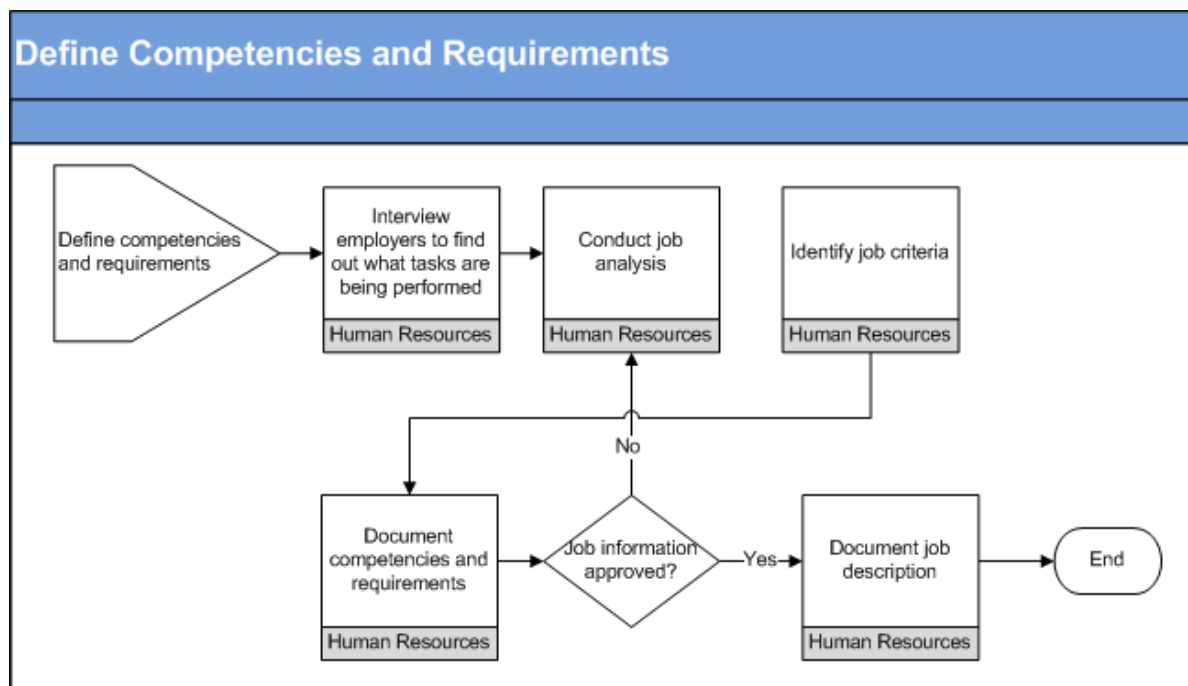 Define Competencies and Requirements
Define competencies
and requirements
Interview
employers to find
out what tasks are
being performed
Human Resources
Conduct job
analysis
Human Resources
Identify job criteria
Human Resources
No
Document
competencies and
requirements
Human Resources
Job information
approved?
Yes
Document job
description
Human Resources
End